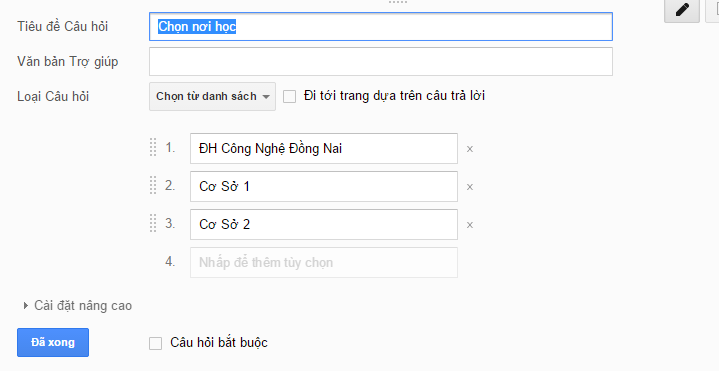 Tiêu đề Câu hỏi Chọn nơi học
Văn bản Trợ giúp
Loại Câu hỏi Chọn từ danh sách Đi tới trang dựa trên câu trả lời
1. ĐH Công Nghệ Đồng Nai x
2. Cơ Sở 1 x
3. Cơ Sở 2 x
4. Nhấp để thêm tùy chọn
Cài đặt nâng cao
Đã xong Câu hỏi bắt buộc